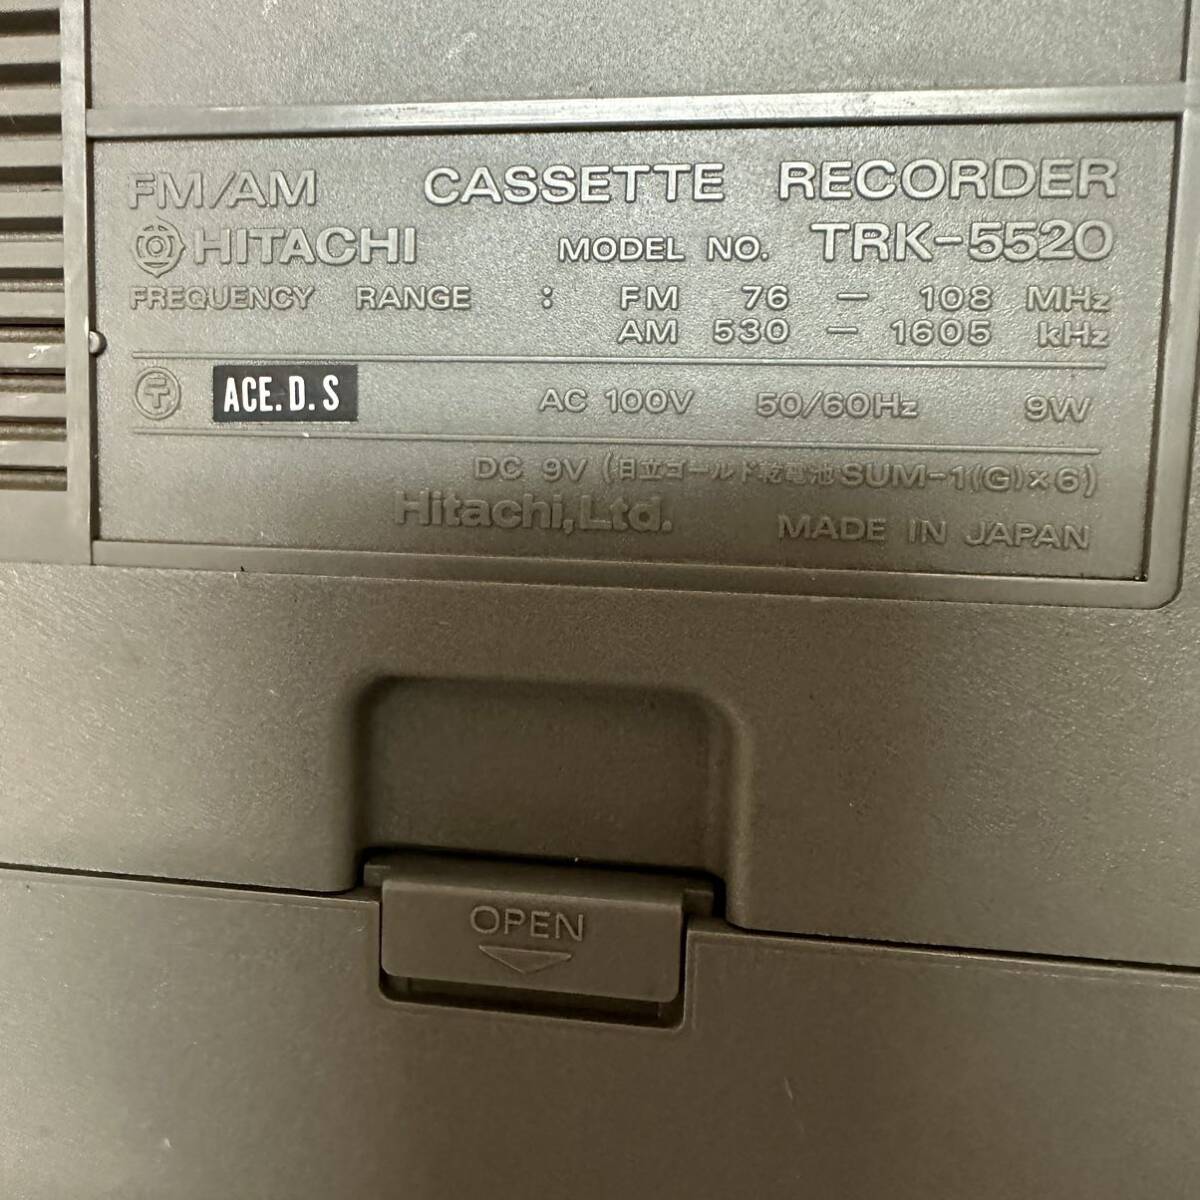 FM/AM CASSETTE RECORDER
HITACHI MODEL NO. TRK-5520
FREQUENCY RANGE : FM 76 — 108 MHz
AM 530 — 1605 kHz
〒 ACE.D.S AC 100V 50/60Hz 9W
DC 9V (日立ゴールド乾電池 SUM-1(G)×6)
Hitachi,Ltd. MADE IN JAPAN
OPEN